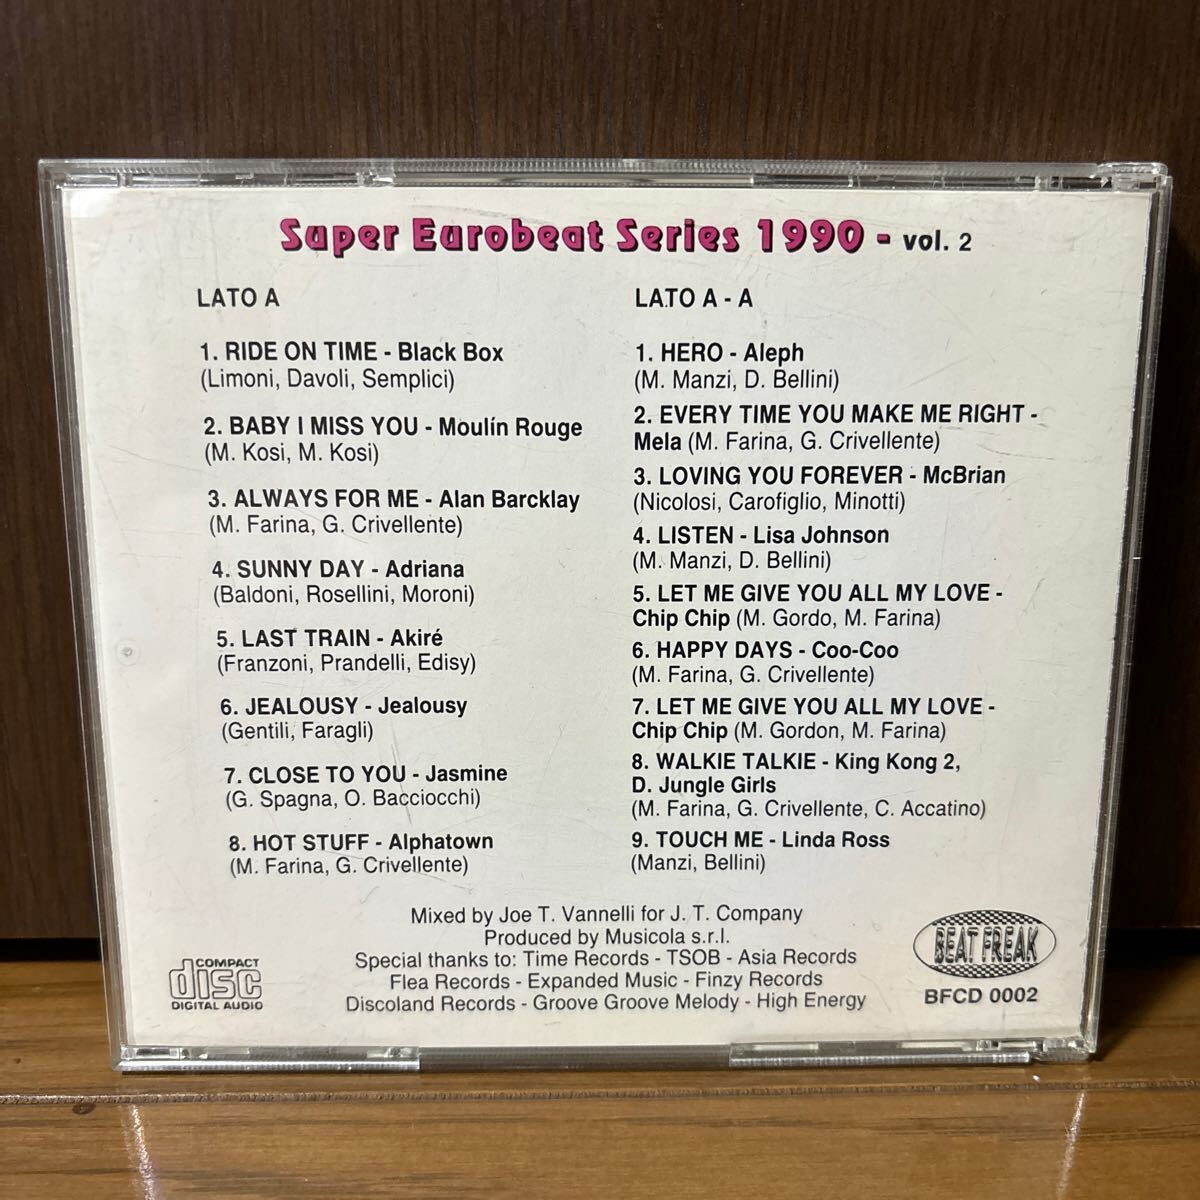 Super Eurobeat Series 1990 - vol. 2
LATO A
1. RIDE ON TIME - Black Box
(Limoni, Davoli, Semplici)
2. BABY I MISS YOU - Moulín Rouge
(M. Kosi, M. Kosi)
3. ALWAYS FOR ME - Alan Barcklay
(M. Farina, G. Crivellente)
4. SUNNY DAY - Adriana
(Baldoni, Rosellini, Moroni)
5. LAST TRAIN - Akiré
(Franzoni, Prandelli, Edisy)
6. JEALOUSY - Jealousy
(Gentili, Faragli)
7. CLOSE TO YOU - Jasmine
(G. Spagna, O. Bacciocchi)
8. HOT STUFF - Alphatown
(M. Farina, G. Crivellente)
LATO A - A
1. HERO - Aleph
(M. Manzi, D. Bellini)
2. EVERY TIME YOU MAKE ME RIGHT -
Mela (M. Farina, G. Crivellente)
3. LOVING YOU FOREVER - McBrian
(Nicolosi, Carofiglio, Minotti)
4. LISTEN - Lisa Johnson
(M. Manzi, D. Bellini)
5. LET ME GIVE YOU ALL MY LOVE -
Chip Chip (M. Gordo, M. Farina)
6. HAPPY DAYS - Coo-Coo
(M. Farina, G. Crivellente)
7. LET ME GIVE YOU ALL MY LOVE -
Chip Chip (M. Gordon, M. Farina)
8. WALKIE TALKIE - King Kong 2,
D. Jungle Girls
(M. Farina, G. Crivellente, C. Accatino)
9. TOUCH ME - Linda Ross
(Manzi, Bellini)
Mixed by Joe T. Vannelli for J. T. Company
Produced by Musicola s.r.l.
Special thanks to: Time Records - TSOB - Asia Records
Flea Records - Expanded Music - Finzy Records
Discoland Records - Groove Groove Melody - High Energy
COMPACT
disc
DIGITAL AUDIO
BEAT FREAK
BFCD 0002